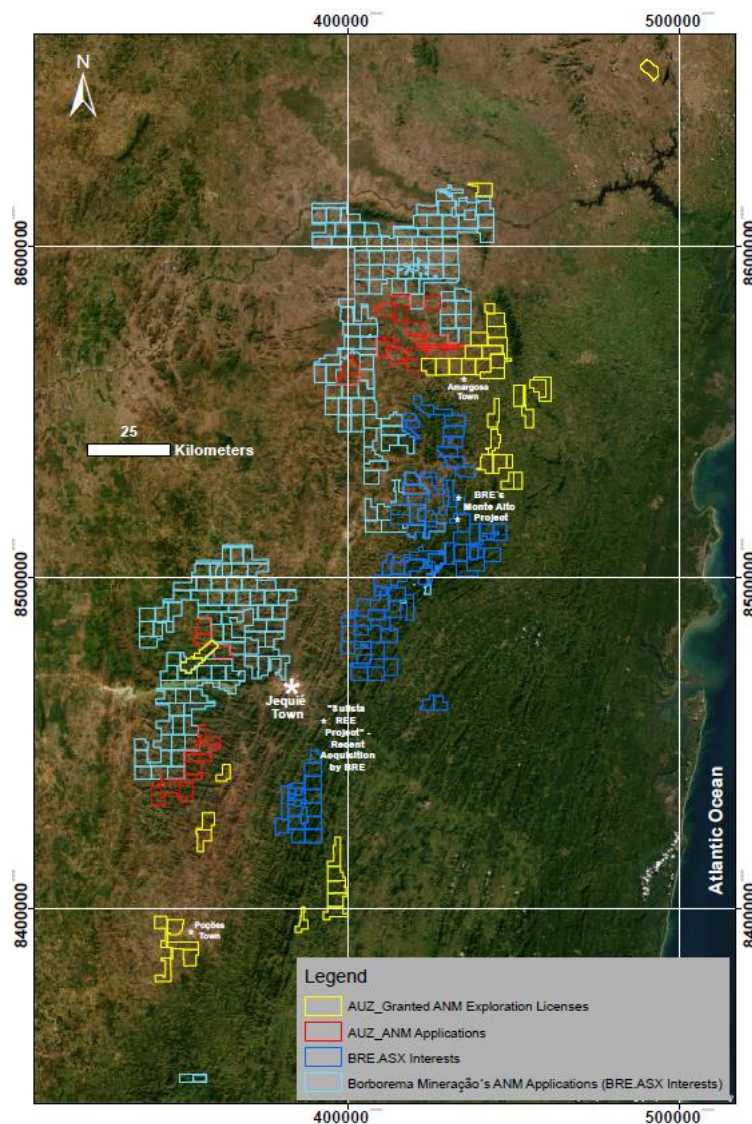 400000
500000
N
8600000
8600000
Amargosa
Town
25
Kilometers
BRE's
Monte Alto
Project
8500000
8500000
Jequié
Town
"Sulista
REE
Project" -
Recent
Acquisition
by BRE
Atlantic Ocean
8400000
8400000
Poções
Town
Legend
AUZ_Granted ANM Exploration Licenses
AUZ_ANM Applications
BRE.ASX Interests
Borborema Mineração´s ANM Applications (BRE.ASX Interests)
400000
500000